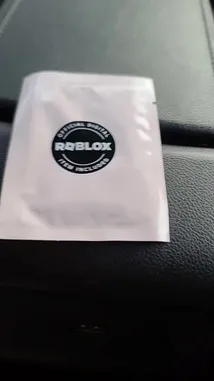 OFFICIAL DIGITAL
ROBLOX
ITEM INCLUDED